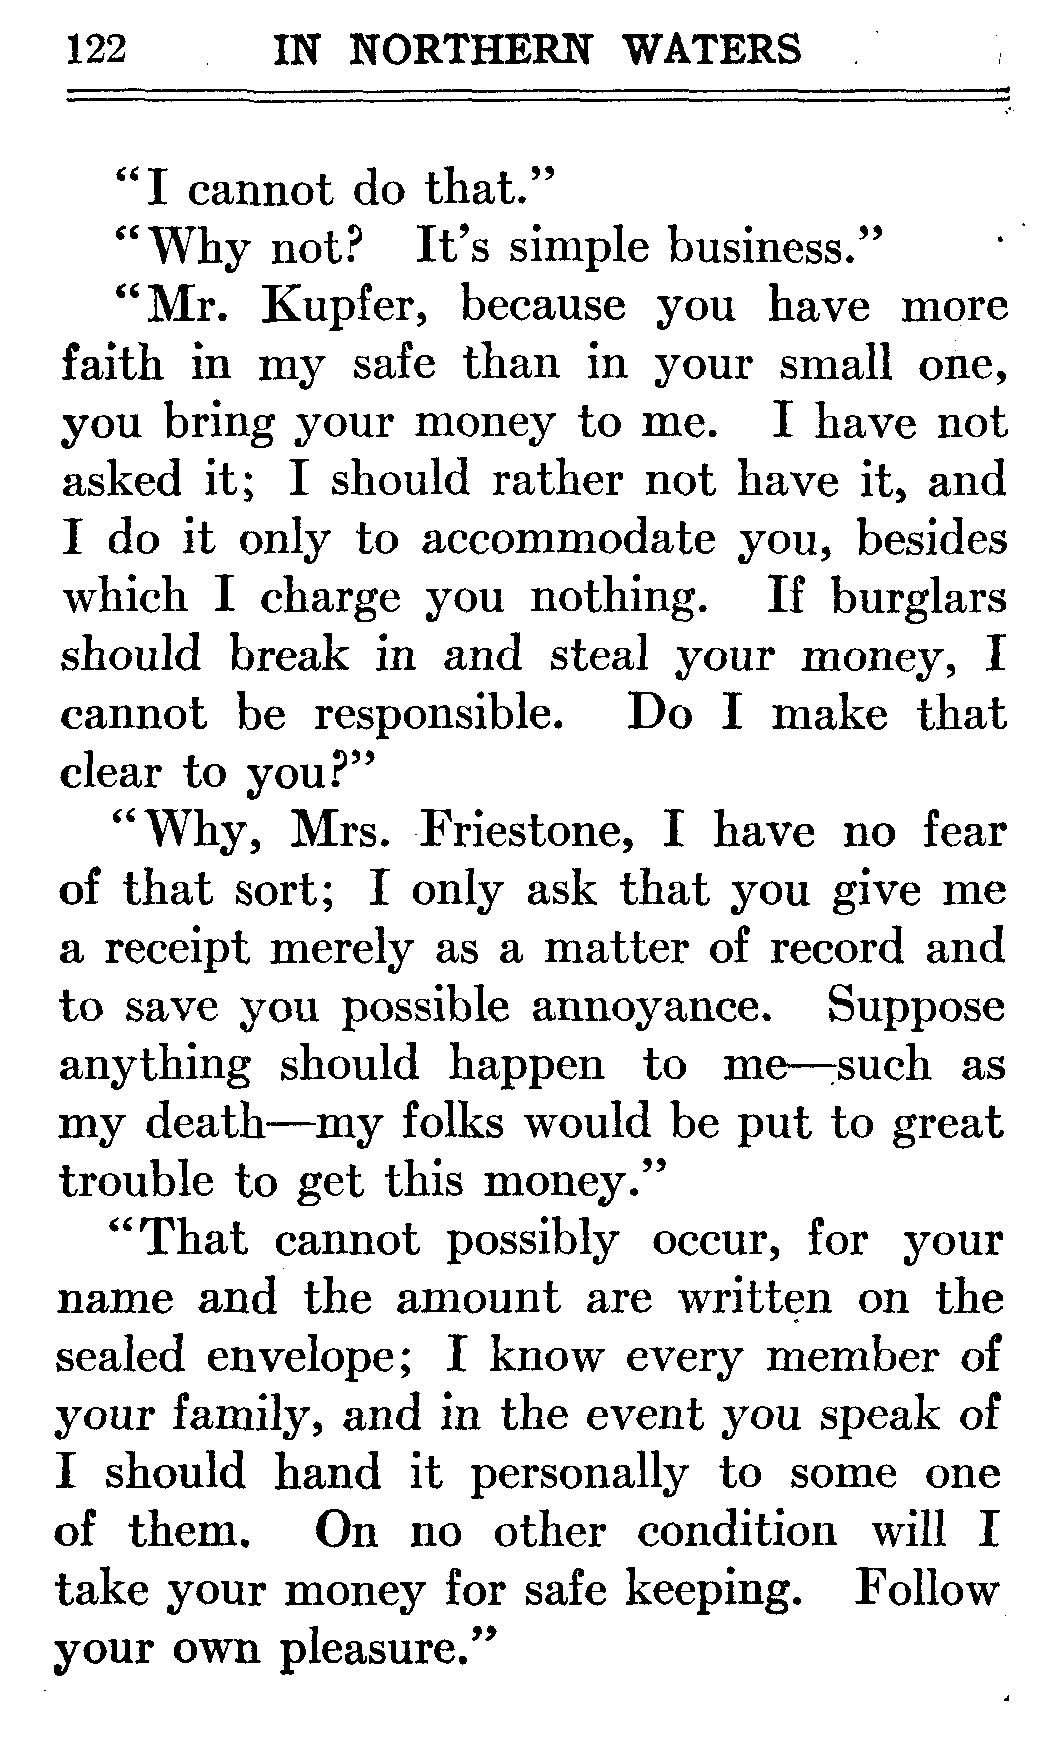 122 IN NORTHERN WATERS
“I cannot do that.”
“Why not? It’s simple business.”
“Mr. Kupfer, because you have more
faith in my safe than in your small one,
you bring your money to me. I have not
asked it; I should rather not have it, and
I do it only to accommodate you, besides
which I charge you nothing. If burglars
should break in and steal your money, I
cannot be responsible. Do I make that
clear to you?”
“Why, Mrs. Friestone, I have no fear
of that sort; I only ask that you give me
a receipt merely as a matter of record and
to save you possible annoyance. Suppose
anything should happen to me—such as
my death—my folks would be put to great
trouble to get this money.”
“That cannot possibly occur, for your
name and the amount are written on the
sealed envelope; I know every member of
your family, and in the event you speak of
I should hand it personally to some one
of them. On no other condition will I
take your money for safe keeping. Follow
your own pleasure.”